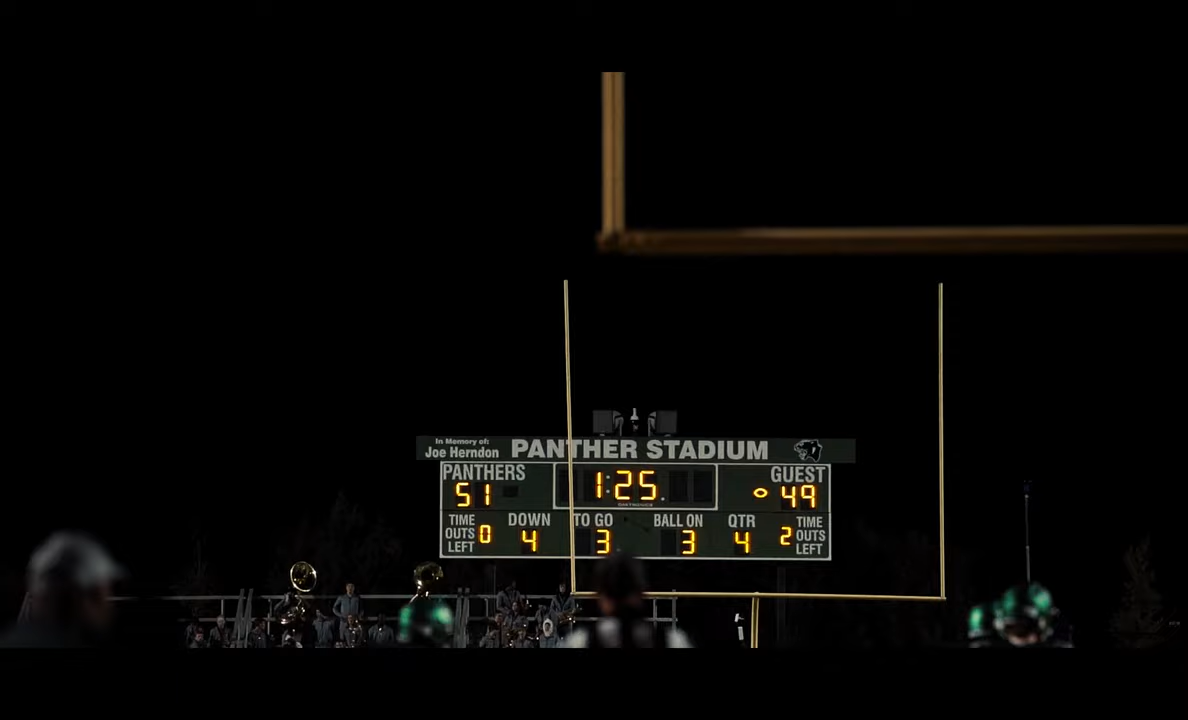 In Memory of:
Joe Herndon
PANTHER STADIUM
PANTHERS
51
1:25
GUEST
49
DAKTRONICS
TIME OUTS LEFT 0
DOWN 4
TO GO 3
BALL ON 3
QTR 4
2 TIME OUTS LEFT